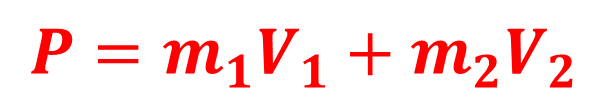 P = m₁V₁ + m₂V₂